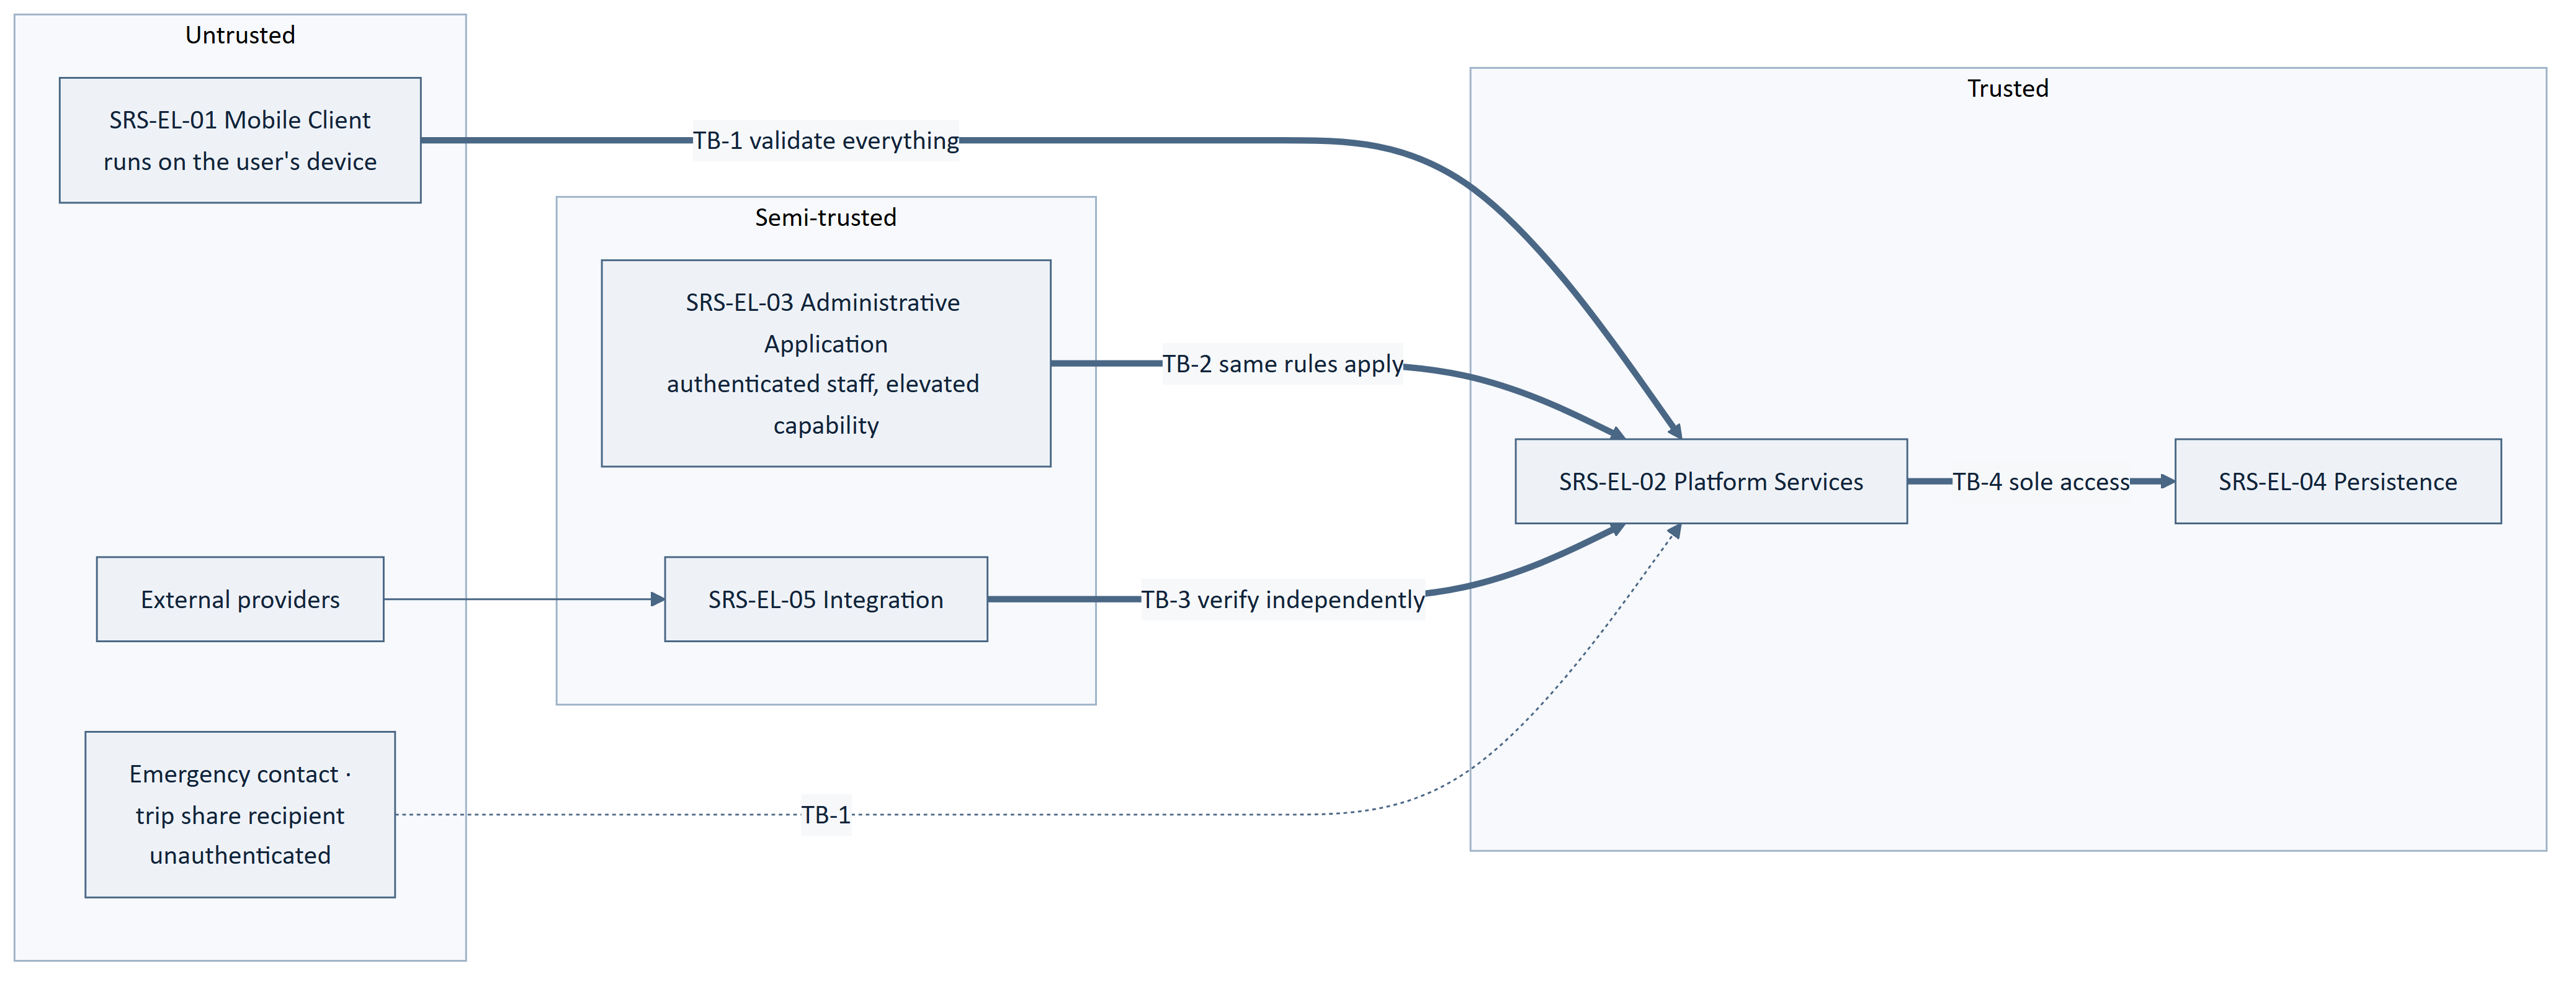 Untrusted
SRS-EL-01 Mobile Client
runs on the user's device
External providers
Emergency contact ·
trip share recipient
unauthenticated
Semi-trusted
SRS-EL-03 Administrative
Application
authenticated staff, elevated
capability
SRS-EL-05 Integration
TB-1 validate everything
TB-2 same rules apply
TB-3 verify independently
TB-1
Trusted
SRS-EL-02 Platform Services
TB-4 sole access
SRS-EL-04 Persistence